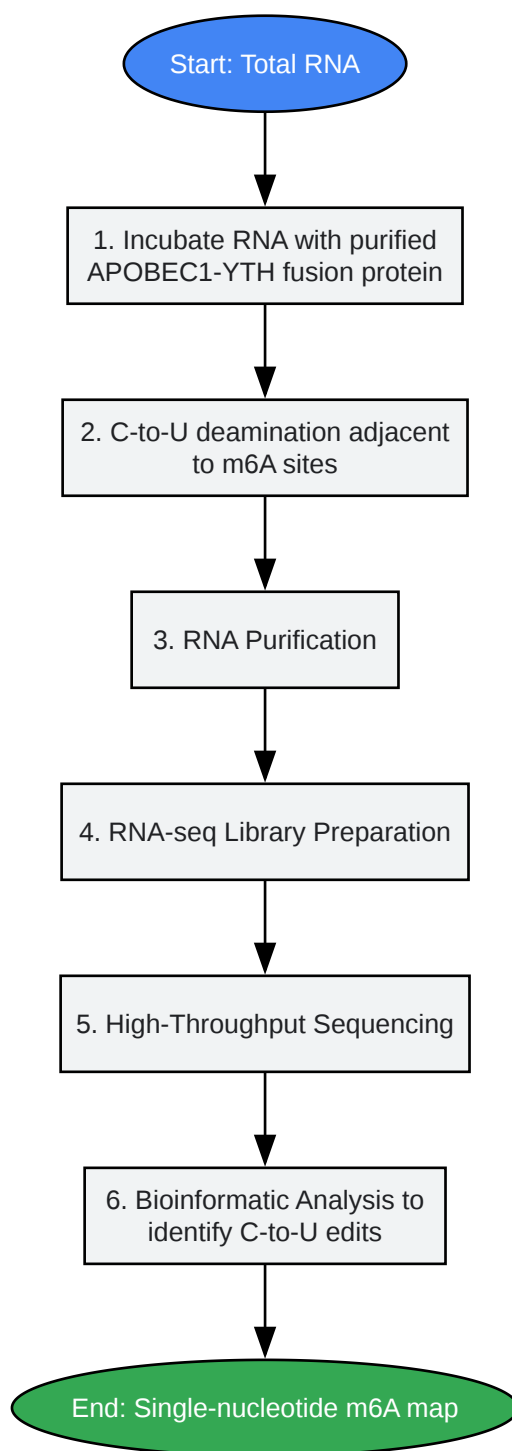 Start: Total RNA
1. Incubate RNA with purified
APOBEC1-YTH fusion protein
2. C-to-U deamination adjacent
to m6A sites
3. RNA Purification
4. RNA-seq Library Preparation
5. High-Throughput Sequencing
6. Bioinformatic Analysis to
identify C-to-U edits
End: Single-nucleotide m6A map